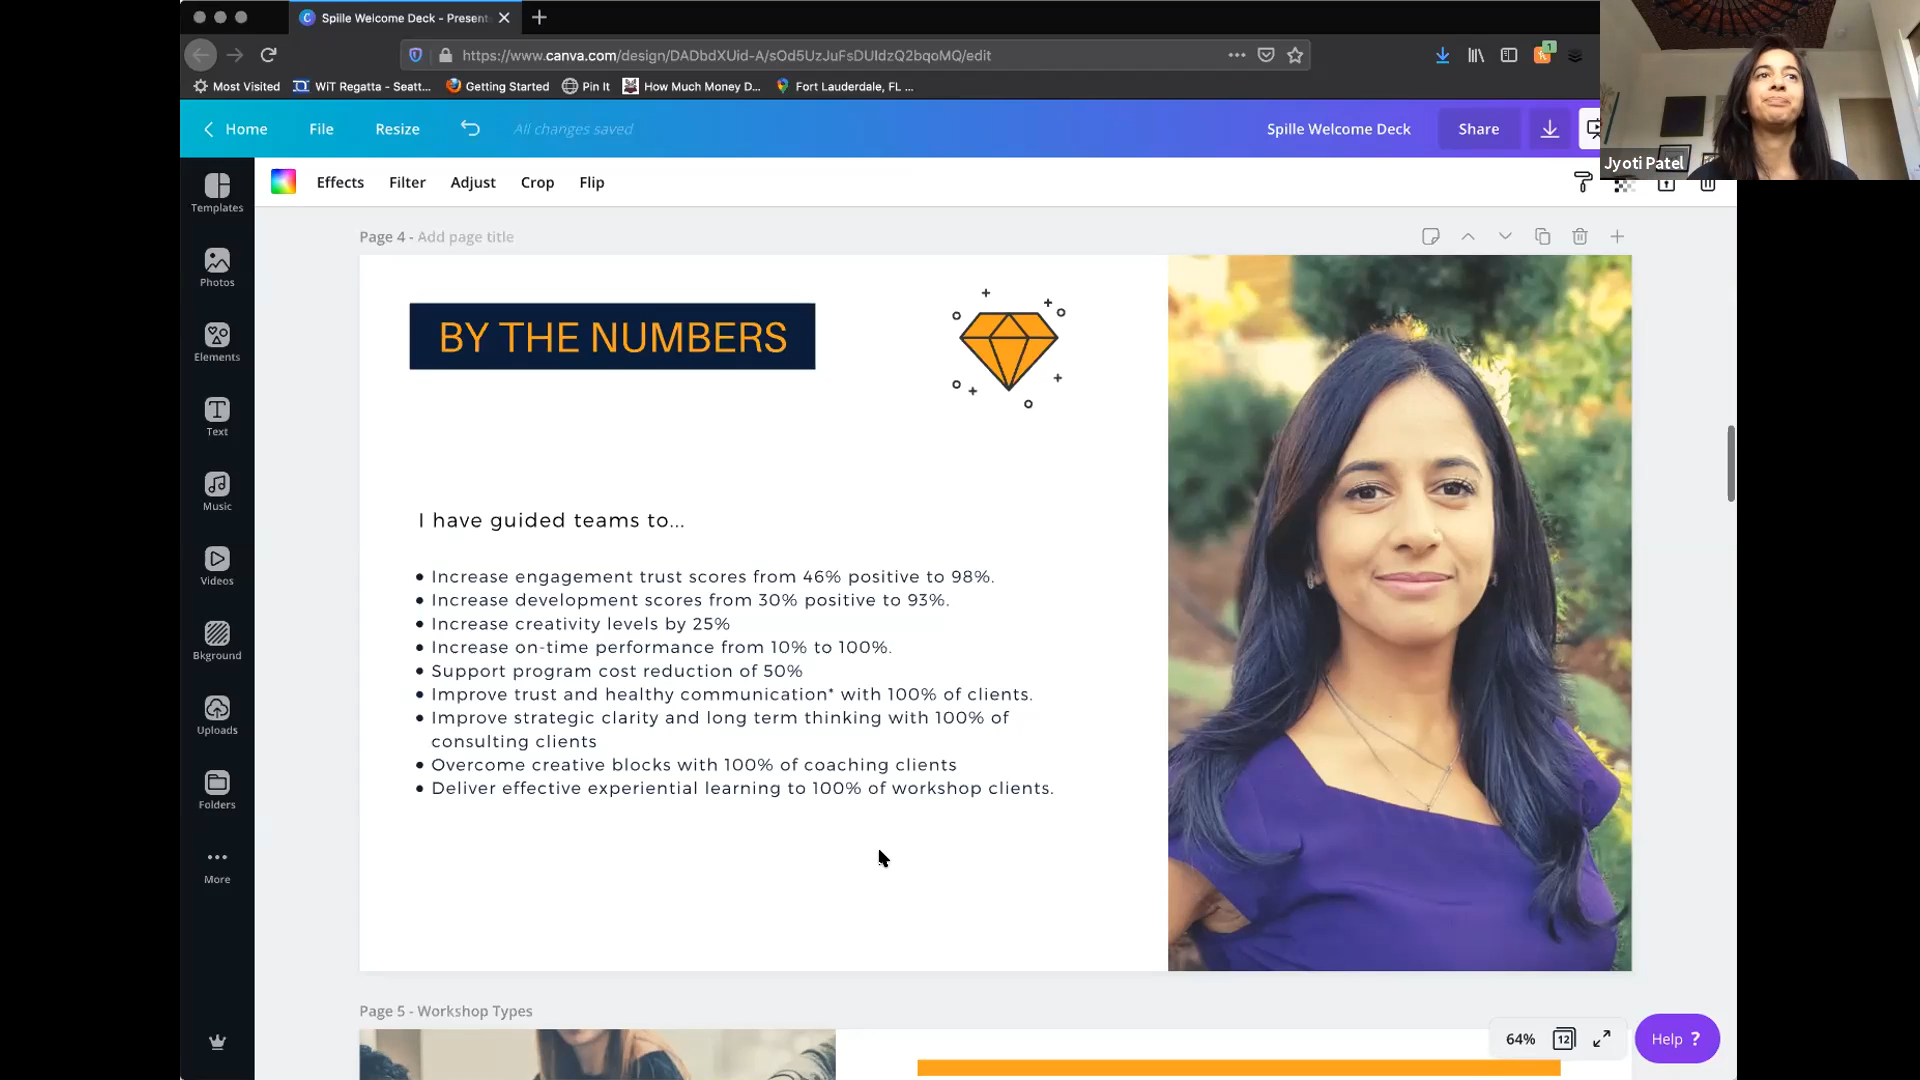 Spille Welcome Deck - Present
https://www.canva.com/design/DADbdXUid-A/sOd5UzJuFsDUIdzQ2bqoMQ/edit
1
Most Visited
WIT Regatta - Seatt...
Getting Started
Pin It
How Much Money D...
Fort Lauderdale, FL ...
Home
File
Resize
All changes saved
Spille Welcome Deck
Share
Jyoti Patel
Effects
Filter
Adjust
Crop
Flip
Templates
Photos
Elements
Text
Music
Videos
Bkground
Uploads
Folders
More
Page 4 - Add page title
BY THE NUMBERS
I have guided teams to...
• Increase engagement trust scores from 46% positive to 98%.
• Increase development scores from 30% positive to 93%.
• Increase creativity levels by 25%
• Increase on-time performance from 10% to 100%.
• Support program cost reduction of 50%
• Improve trust and healthy communication* with 100% of clients.
• Improve strategic clarity and long term thinking with 100% of
consulting clients
• Overcome creative blocks with 100% of coaching clients
• Deliver effective experiential learning to 100% of workshop clients.
Page 5 - Workshop Types
64%
12
Help ?